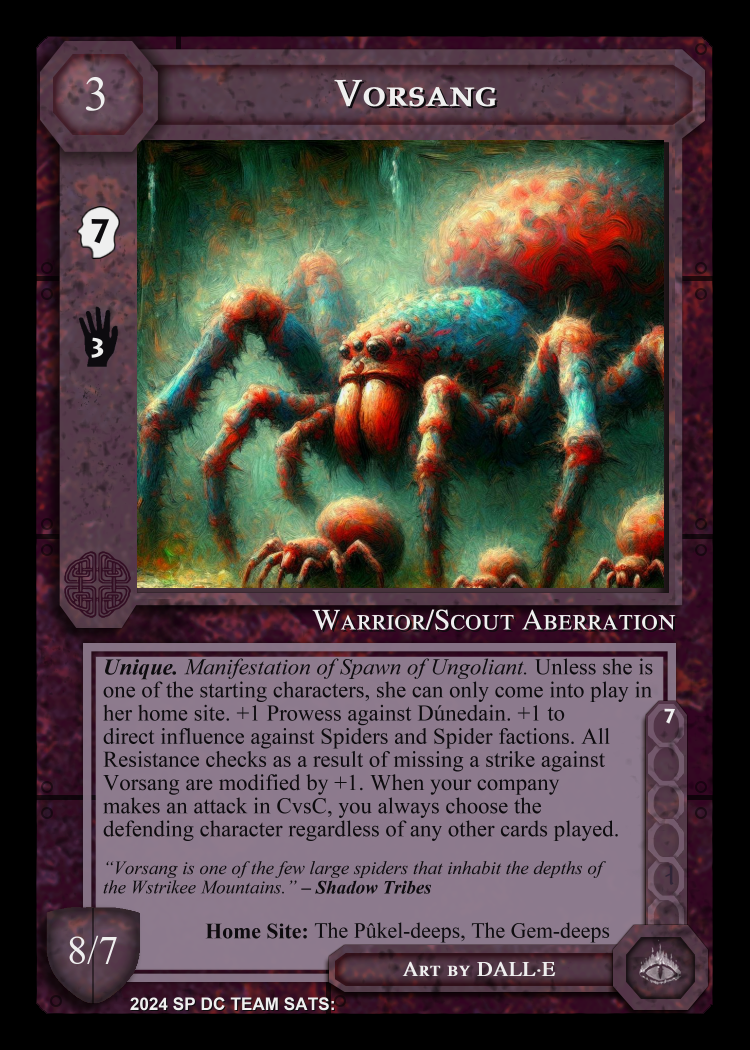 3
VORSANG
7
3
WARRIOR/SCOUT ABERRATION
Unique. Manifestation of Spawn of Ungoliant. Unless she is
one of the starting characters, she can only come into play in
her home site. +1 Prowess against Dúnedain. +1 to
direct influence against Spiders and Spider factions. All
Resistance checks as a result of missing a strike against
Vorsang are modified by +1. When your company
makes an attack in CvsC, you always choose the
defending character regardless of any other cards played.
7
“Vorsang is one of the few large spiders that inhabit the depths of
the Wstrikee Mountains.” – Shadow Tribes
Home Site: The Pûkel-deeps, The Gem-deeps
8/7
ART BY DALL·E
2024 SP DC TEAM SATS: